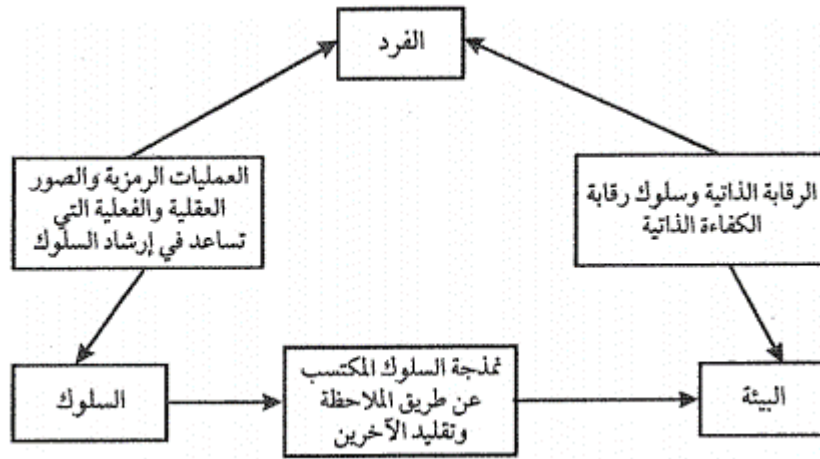 الفرد
العمليات الرمزية والصور
العقلية والفعلية التي
تساعد في إرشاد السلوك
الرقابة الذاتية وسلوك رقابة
الكفاءة الذاتية
السلوك
نمذجة السلوك المكتسب
عن طريق الملاحظة
وتقليد الآخرين
البيئة